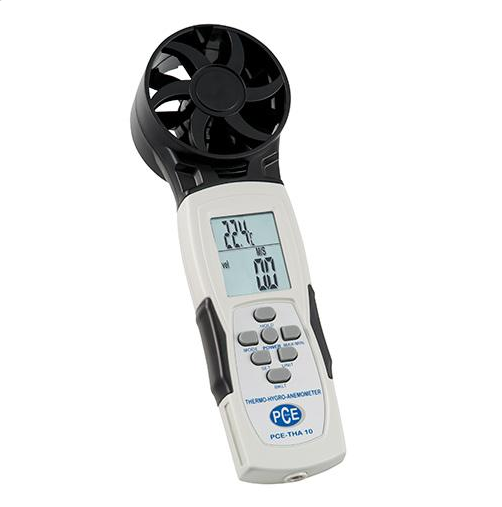 22.4°C
M/S
vel 0.0
HOLD
MODE POWER MAX/MIN
SET UNIT
BKLT
THERMO-HYGRO-ANEMOMETER
PCE
PCE-THA 10